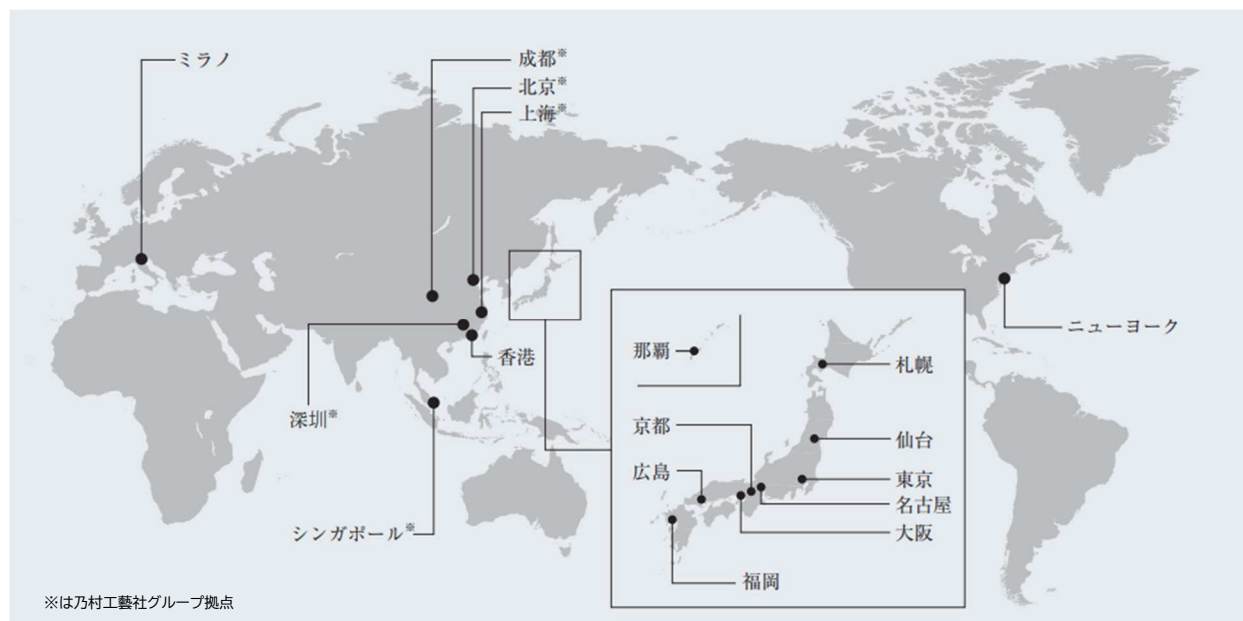 ミラノ
成都※
北京※
上海※
香港
深圳※
シンガポール※
ニューヨーク
那覇
札幌
京都
仙台
広島
東京
名古屋
大阪
福岡
※は乃村工藝社グループ拠点